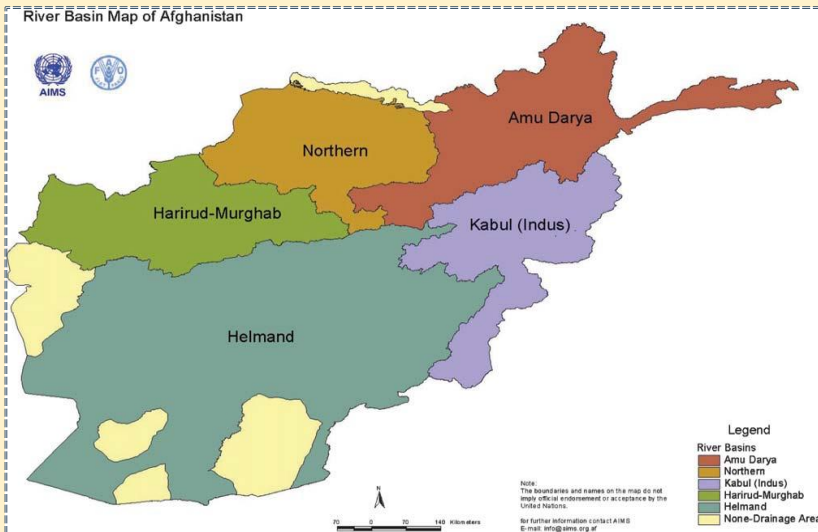 River Basin Map of Afghanistan
AIMS
F A O
Amu Darya
Northern
Harirud-Murghab
Kabul (Indus)
Helmand
Legend
River Basins
Amu Darya
Northern
Kabul (Indus)
Harirud-Murghab
Helmand
None-Drainage Area
N
70 0 70 140 Kilometers
Note:
The boundaries and names on the map do not
imply official endorsement or acceptance by the
United Nations.
for further information contact AIMS
E-mail: info@aims.org.af